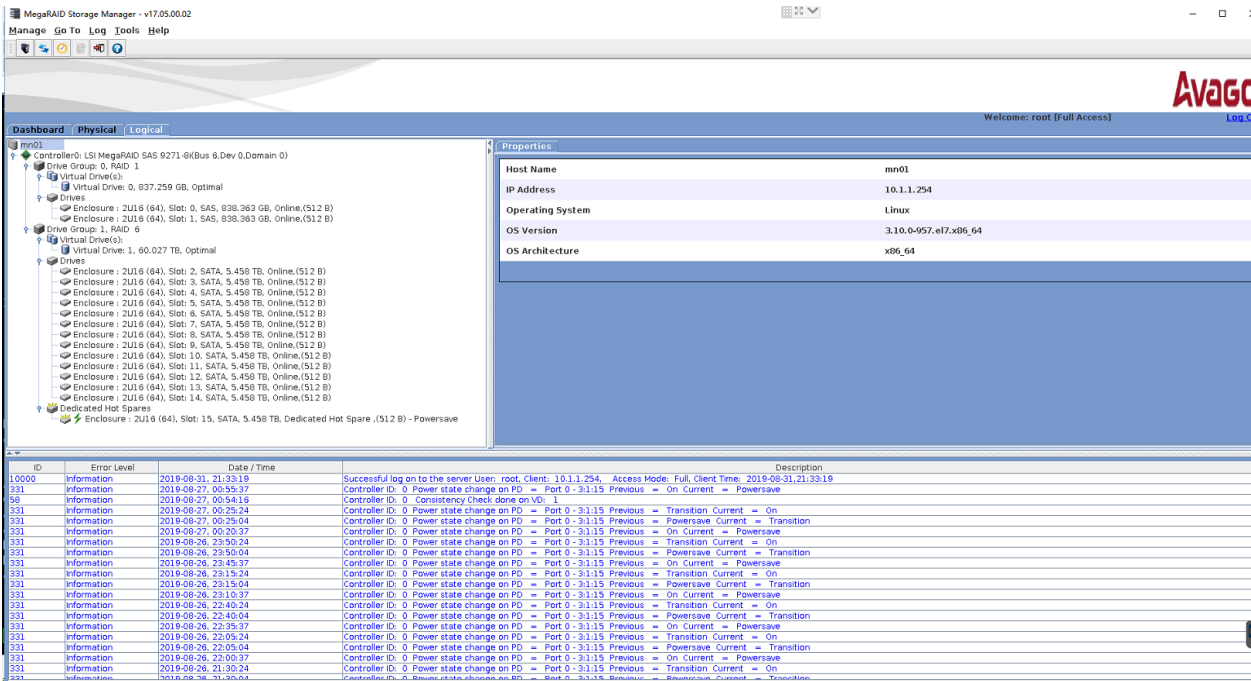 MegaRAID Storage Manager - v17.05.00.02
Manage Go To Log Tools Help
Avago
Welcome: root [Full Access]
Log
Dashboard Physical Logical
mn01
Controller0: LSI MegaRAID SAS 9271-8i(Bus 6,Dev 0,Domain 0)
Drive Group: 0, RAID 1
Virtual Drive(s):
Virtual Drive: 0, 837.259 GB, Optimal
Drives
Enclosure : 2U16 (64), Slot: 0, SAS, 838.363 GB, Online,(512 B)
Enclosure : 2U16 (64), Slot: 1, SAS, 838.363 GB, Online,(512 B)
Drive Group: 1, RAID 6
Virtual Drive(s):
Virtual Drive: 1, 60.027 TB, Optimal
Drives
Enclosure : 2U16 (64), Slot: 2, SATA, 5.458 TB, Online,(512 B)
Enclosure : 2U16 (64), Slot: 3, SATA, 5.458 TB, Online,(512 B)
Enclosure : 2U16 (64), Slot: 4, SATA, 5.458 TB, Online,(512 B)
Enclosure : 2U16 (64), Slot: 5, SATA, 5.458 TB, Online,(512 B)
Enclosure : 2U16 (64), Slot: 6, SATA, 5.458 TB, Online,(512 B)
Enclosure : 2U16 (64), Slot: 7, SATA, 5.458 TB, Online,(512 B)
Enclosure : 2U16 (64), Slot: 8, SATA, 5.458 TB, Online,(512 B)
Enclosure : 2U16 (64), Slot: 9, SATA, 5.458 TB, Online,(512 B)
Enclosure : 2U16 (64), Slot: 10, SATA, 5.458 TB, Online,(512 B)
Enclosure : 2U16 (64), Slot: 11, SATA, 5.458 TB, Online,(512 B)
Enclosure : 2U16 (64), Slot: 12, SATA, 5.458 TB, Online,(512 B)
Enclosure : 2U16 (64), Slot: 13, SATA, 5.458 TB, Online,(512 B)
Enclosure : 2U16 (64), Slot: 14, SATA, 5.458 TB, Online,(512 B)
Dedicated Hot Spares
Enclosure : 2U16 (64), Slot: 15, SATA, 5.458 TB, Dedicated Hot Spare ,(512 B) - Powersave
Properties
Host Name mn01
IP Address 10.1.1.254
Operating System Linux
OS Version 3.10.0-957.el7.x86_64
OS Architecture x86_64
ID Error Level Date / Time Description
10000 Information 2019-08-31, 21:33:19 Successful log on to the server User: root, Client: 10.1.1.254, Access Mode: Full, Client Time: 2019-08-31,21:33:19
331 Information 2019-08-27, 00:55:37 Controller ID: 0 Power state change on PD = Port 0 - 3:1:15 Previous = On Current = Powersave
58 Information 2019-08-27, 00:54:16 Controller ID: 0 Consistency Check done on VD: 1
331 Information 2019-08-27, 00:25:24 Controller ID: 0 Power state change on PD = Port 0 - 3:1:15 Previous = Transition Current = On
331 Information 2019-08-27, 00:25:04 Controller ID: 0 Power state change on PD = Port 0 - 3:1:15 Previous = Powersave Current = Transition
331 Information 2019-08-27, 00:20:37 Controller ID: 0 Power state change on PD = Port 0 - 3:1:15 Previous = On Current = Powersave
331 Information 2019-08-26, 23:50:24 Controller ID: 0 Power state change on PD = Port 0 - 3:1:15 Previous = Transition Current = On
331 Information 2019-08-26, 23:50:04 Controller ID: 0 Power state change on PD = Port 0 - 3:1:15 Previous = Powersave Current = Transition
331 Information 2019-08-26, 23:45:37 Controller ID: 0 Power state change on PD = Port 0 - 3:1:15 Previous = On Current = Powersave
331 Information 2019-08-26, 23:15:24 Controller ID: 0 Power state change on PD = Port 0 - 3:1:15 Previous = Transition Current = On
331 Information 2019-08-26, 23:15:04 Controller ID: 0 Power state change on PD = Port 0 - 3:1:15 Previous = Powersave Current = Transition
331 Information 2019-08-26, 23:10:37 Controller ID: 0 Power state change on PD = Port 0 - 3:1:15 Previous = On Current = Powersave
331 Information 2019-08-26, 22:40:24 Controller ID: 0 Power state change on PD = Port 0 - 3:1:15 Previous = Transition Current = On
331 Information 2019-08-26, 22:40:04 Controller ID: 0 Power state change on PD = Port 0 - 3:1:15 Previous = Powersave Current = Transition
331 Information 2019-08-26, 22:35:37 Controller ID: 0 Power state change on PD = Port 0 - 3:1:15 Previous = On Current = Powersave
331 Information 2019-08-26, 22:05:24 Controller ID: 0 Power state change on PD = Port 0 - 3:1:15 Previous = Transition Current = On
331 Information 2019-08-26, 22:05:04 Controller ID: 0 Power state change on PD = Port 0 - 3:1:15 Previous = Powersave Current = Transition
331 Information 2019-08-26, 22:00:37 Controller ID: 0 Power state change on PD = Port 0 - 3:1:15 Previous = On Current = Powersave
331 Information 2019-08-26, 21:30:24 Controller ID: 0 Power state change on PD = Port 0 - 3:1:15 Previous = Transition Current = On
331 Information 2019-08-26, 21:30:04 Controller ID: 0 Power state change on PD = Port 0 - 3:1:15 Previous = Powersave Current = Transition